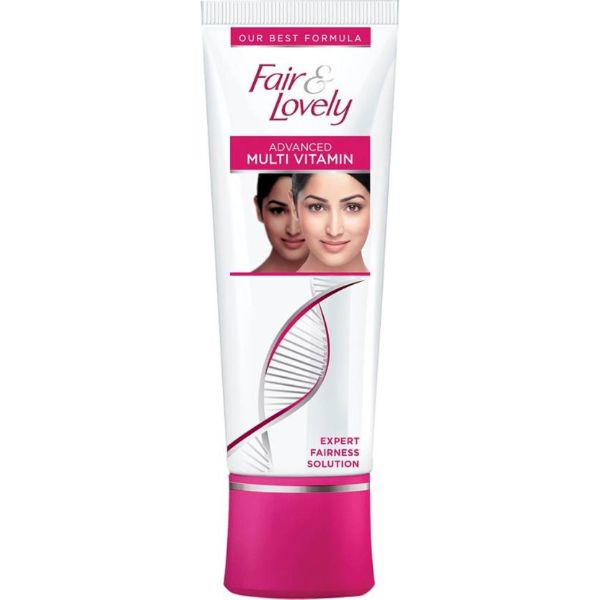 OUR BEST FORMULA
Fair &
Lovely
ADVANCED
MULTI VITAMIN
EXPERT
FAIRNESS
SOLUTION